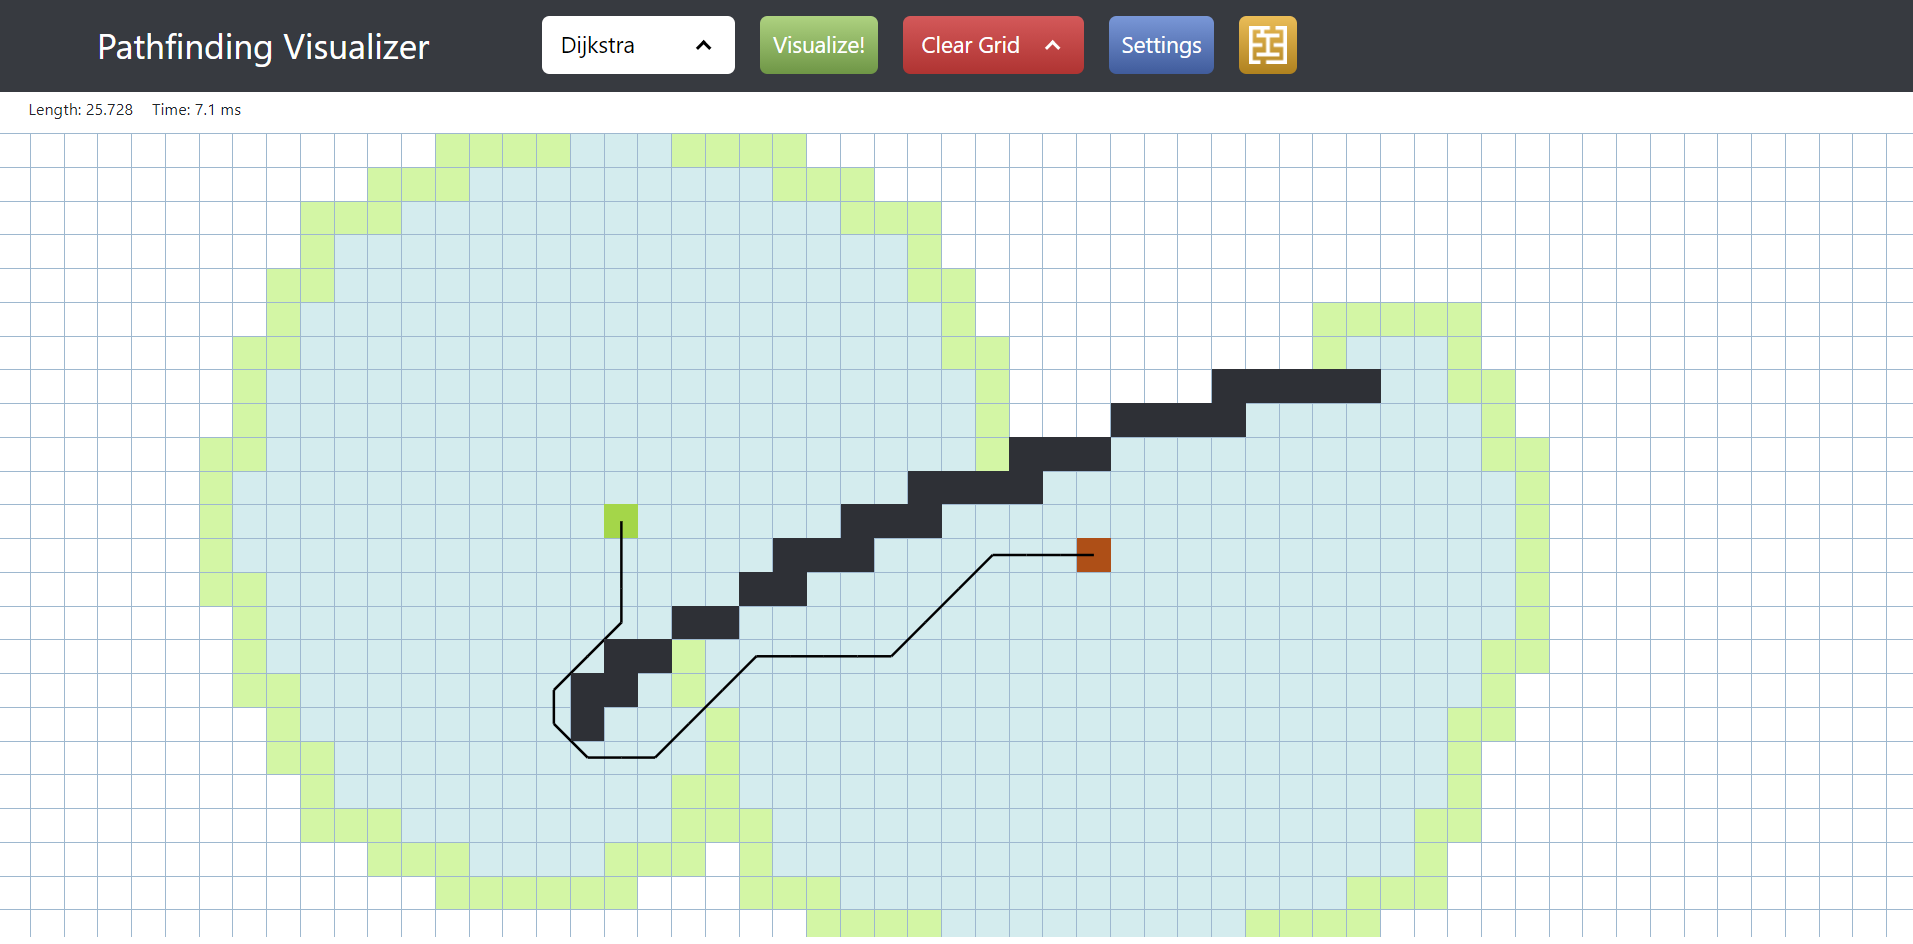 Pathfinding Visualizer
Dijkstra
Visualize!
Clear Grid
Settings
Length: 25.728
Time: 7.1 ms